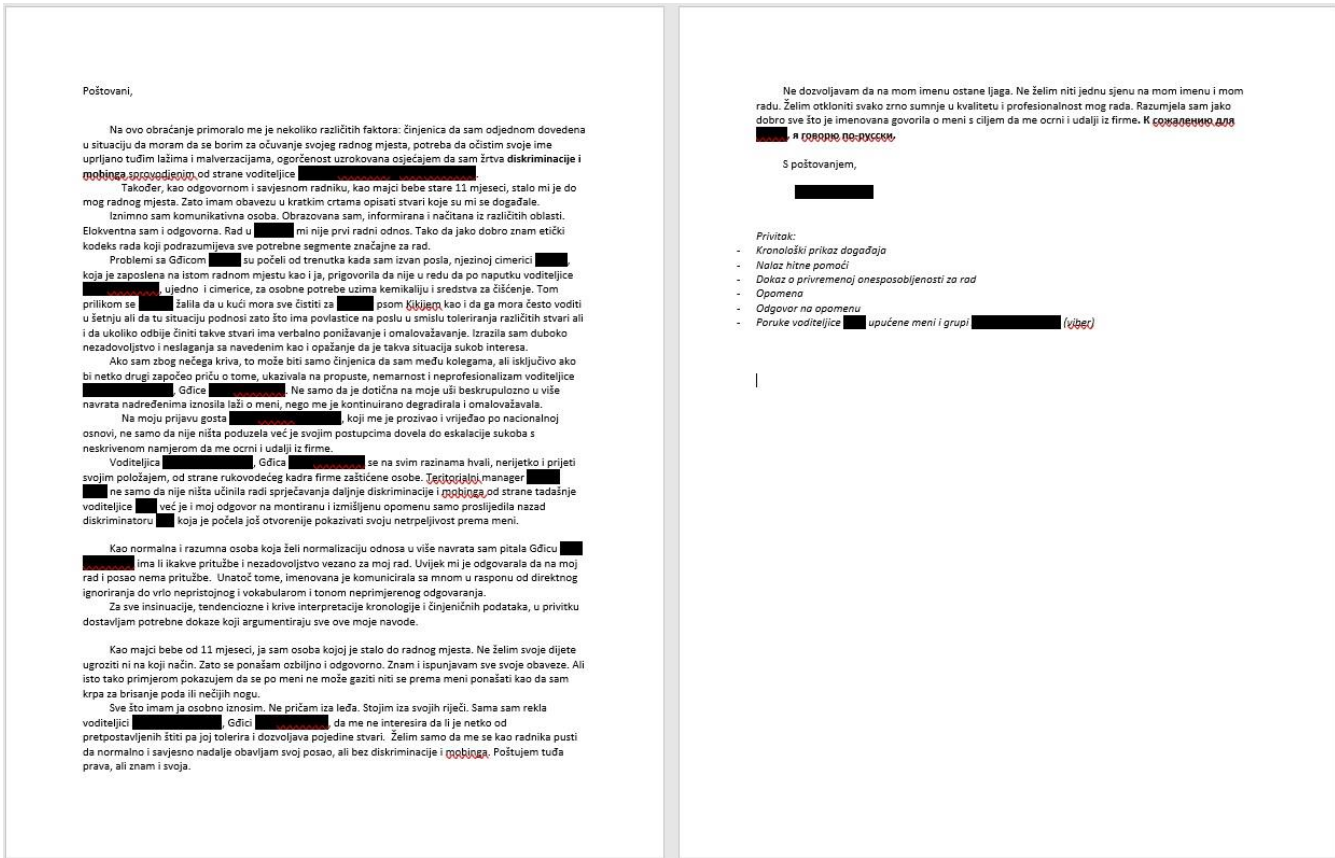 Poštovani,
Na ovo obraćanje primoralo me je nekoliko različitih faktora: činjenica da sam odjednom dovedena
u situaciju da moram da se borim za očuvanje svojeg radnog mjesta, potreba da očistim svoje ime
uprljano tuđim lažima i malverzacijama, ogorčenost uzrokovana osjećajem da sam žrtva diskriminacije i
mobinga sprovodjenim od strane voditeljice .
Također, kao odgovornom i savjesnom radniku, kao majci bebe stare 11 mjeseci, stalo mi je do
mog radnog mjesta. Zato imam obavezu u kratkim crtama opisati stvari koje su mi se događale.
Iznimno sam komunikativna osoba. Obrazovana sam, informirana i načitana iz različitih oblasti.
Elokventna sam i odgovorna. Rad u mi nije prvi radni odnos. Tako da jako dobro znam etički
kodeks rada koji podrazumijeva sve potrebne segmente značajne za rad.
Problemi sa Gđicom su počeli od trenutka kada sam izvan posla, njezinoj cimerici ,
koja je zaposlena na istom radnom mjestu kao i ja, prigovorila da nije u redu da po naputku voditeljice
, ujedno i cimerice, za osobne potrebe uzima kemikaliju i sredstva za čišćenje. Tom
prilikom se žalila da u kući mora sve čistiti za psom Kikijem kao i da ga mora često voditi
u šetnju ali da tu situaciju podnosi zato što ima povlastice na poslu u smislu toleriranja različitih stvari ali
i da ukoliko odbije činiti takve stvari ima verbalno ponižavanje i omalovažavanje. Izrazila sam duboko
nezadovoljstvo i neslaganja sa navedenim kao i opažanje da je takva situacija sukob interesa.
Ako sam zbog nečega kriva, to može biti samo činjenica da sam među kolegama, ali isključivo ako
bi netko drugi započeo priču o tome, ukazivala na propuste, nemarnost i neprofesionalizam voditeljice
, Gđice . Ne samo da je dotična na moje uši beskrupulozno u više
navrata nadređenima iznosila laži o meni, nego me je kontinuirano degradirala i omalovažavala.
Na moju prijavu gosta , koji me je prozivao i vrijeđao po nacionalnoj
osnovi, ne samo da nije ništa poduzela već je svojim postupcima dovela do eskalacije sukoba s
neskrivenom namjerom da me ocrni i udalji iz firme.
Voditeljica , Gđica se na svim razinama hvali, nerijetko i prijeti
svojim položajem, od strane rukovodećeg kadra firme zaštićene osobe. Teritorijalni manager
ne samo da nije ništa učinila radi sprječavanja daljnje diskriminacije i mobinga od strane tadašnje
voditeljice već je i moj odgovor na montiranu i izmišljenu opomenu samo proslijedila nazad
diskriminatoru koja je počela još otvorenije pokazivati svoju netrpeljivost prema meni.
Kao normalna i razumna osoba koja želi normalizaciju odnosa u više navrata sam pitala Gđicu
ima li ikakve pritužbe i nezadovoljstvo vezano za moj rad. Uvijek mi je odgovarala da na moj
rad i posao nema pritužbe. Unatoč tome, imenovana je komunicirala sa mnom u rasponu od direktnog
ignoriranja do vrlo nepristojnog i vokabularom i tonom neprimjerenog odgovaranja.
Za sve insinuacije, tendenciozne i krive interpretacije kronologije i činjeničnih podataka, u privitku
dostavljam potrebne dokaze koji argumentiraju sve ove moje navode.
Kao majci bebe od 11 mjeseci, ja sam osoba kojoj je stalo do radnog mjesta. Ne želim svoje dijete
ugroziti ni na koji način. Zato se ponašam ozbiljno i odgovorno. Znam i ispunjavam sve svoje obaveze. Ali
isto tako primjerom pokazujem da se po meni ne može gaziti niti se prema meni ponašati kao da sam
krpa za brisanje poda ili nečijih nogu.
Sve što imam ja osobno iznosim. Ne pričam iza leđa. Stojim iza svojih riječi. Sama sam rekla
voditeljici , Gđici , da me ne interesira da li je netko od
pretpostavljenih štiti pa joj tolerira i dozvoljava pojedine stvari. Želim samo da me se kao radnika pusti
da normalno i savjesno nadalje obavljam svoj posao, ali bez diskriminacije i mobinga. Poštujem tuđa
prava, ali znam i svoja.
Ne dozvoljavam da na mom imenu ostane ljaga. Ne želim niti jednu sjenu na mom imenu i mom
radu. Želim otkloniti svako zrno sumnje u kvalitetu i profesionalnost mog rada. Razumjela sam jako
dobro sve što je imenovana govorila o meni s ciljem da me ocrni i udalji iz firme. К сожалению для
, я говорю по-русски.
S poštovanjem,
Privitak:
- Kronološki prikaz događaja
- Nalaz hitne pomoći
- Dokaz o privremenoj onesposobljenosti za rad
- Opomena
- Odgovor na opomenu
- Poruke voditeljice upućene meni i grupi (viber)